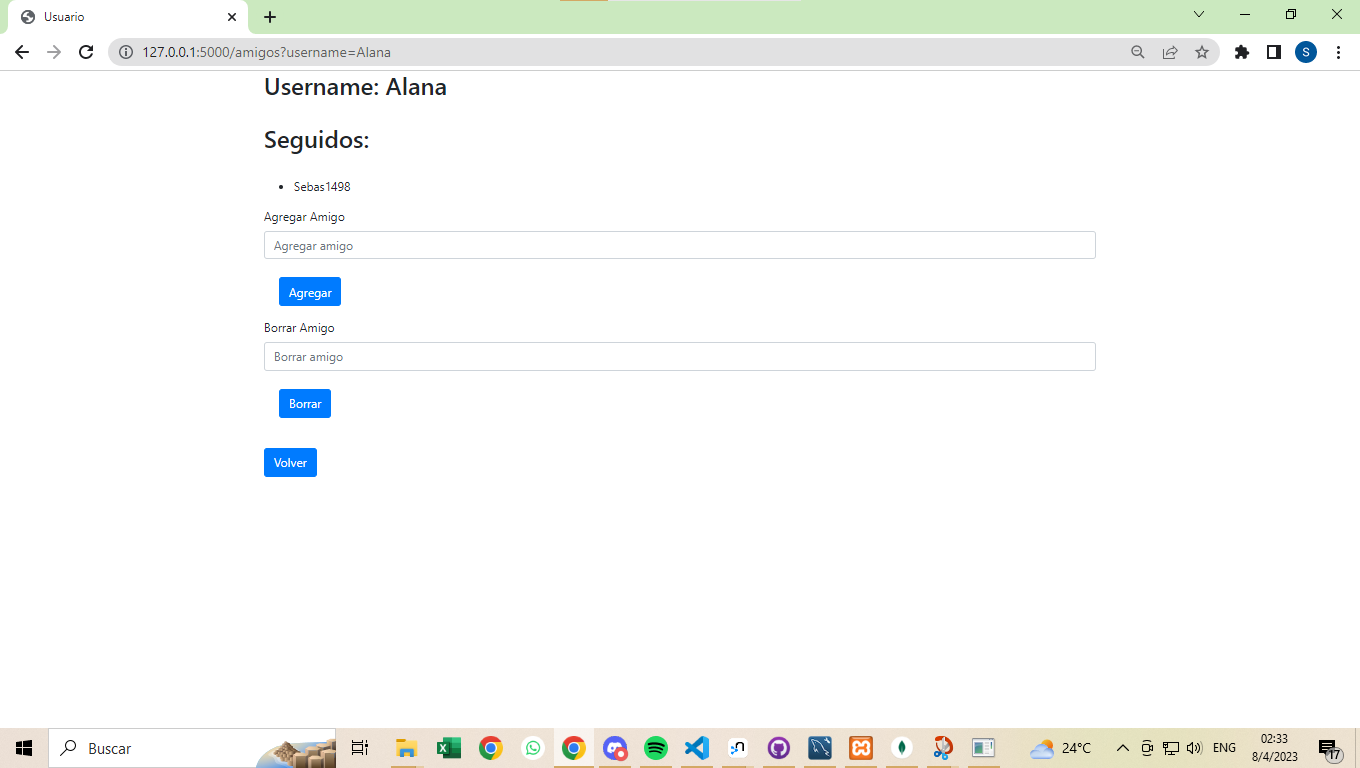 Usuario
127.0.0.1:5000/amigos?username=Alana
S
Username: Alana
Seguidos:
Sebas1498
Agregar Amigo
Agregar amigo
Agregar
Borrar Amigo
Borrar amigo
Borrar
Volver
Buscar
24°C
ENG
02:33
8/4/2023
17